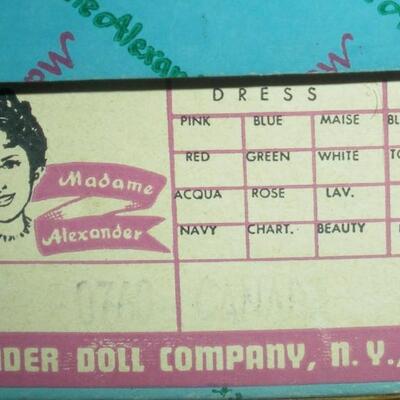 Madame Alexander
DRESS
PINK BLUE MAISE
RED GREEN WHITE
Madame
ACQUA ROSE LAV.
Alexander
NAVY CHART. BEAUTY
DOLL COMPANY, N.Y.,